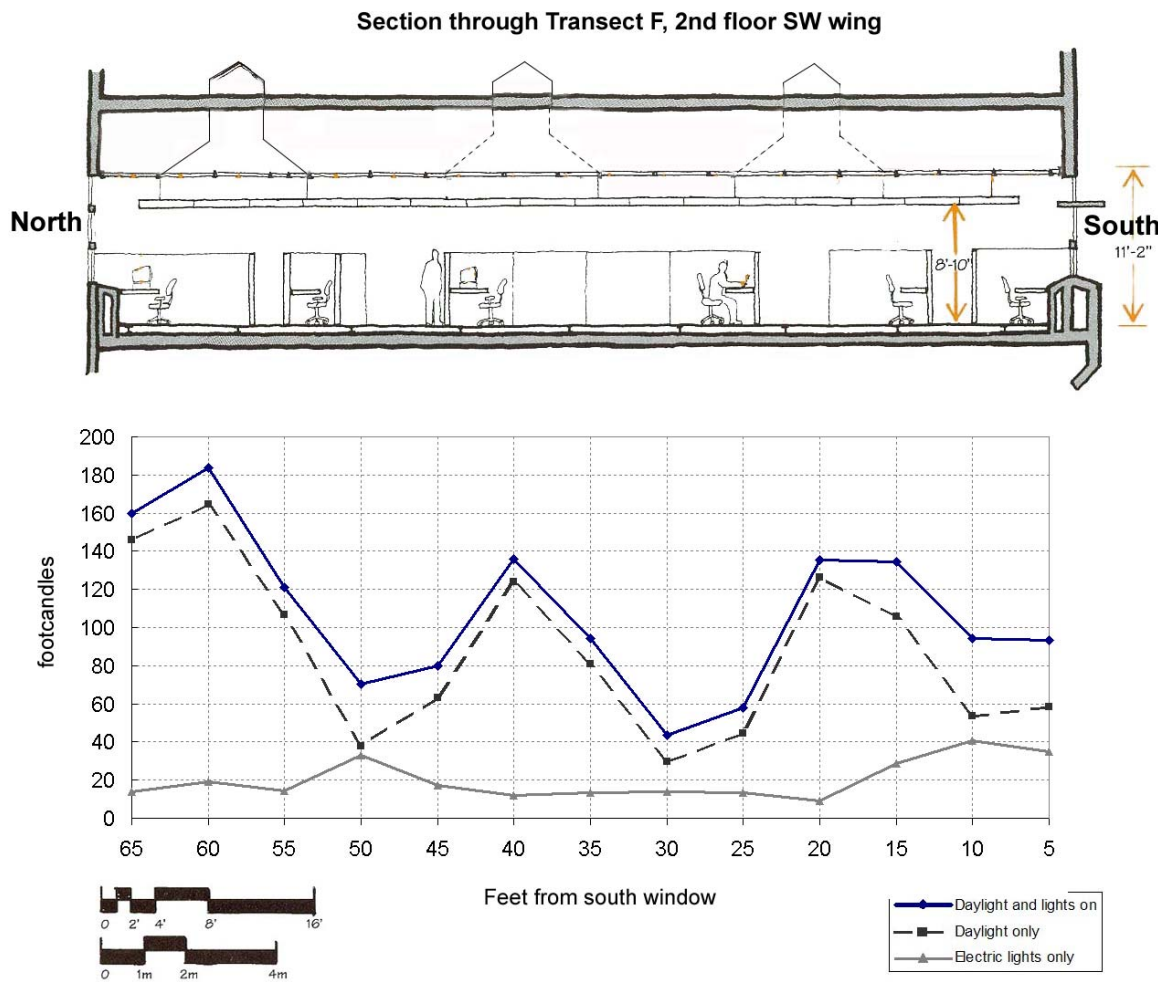 Section through Transect F, 2nd floor SW wing
North
South
11'-2"
8'-10"
200
180
160
140
120
100
80
60
40
20
0
footcandles
65 60 55 50 45 40 35 30 25 20 15 10 5
Feet from south window
0 2' 4' 8' 16'
0 1m 2m 4m
Daylight and lights on
Daylight only
Electric lights only